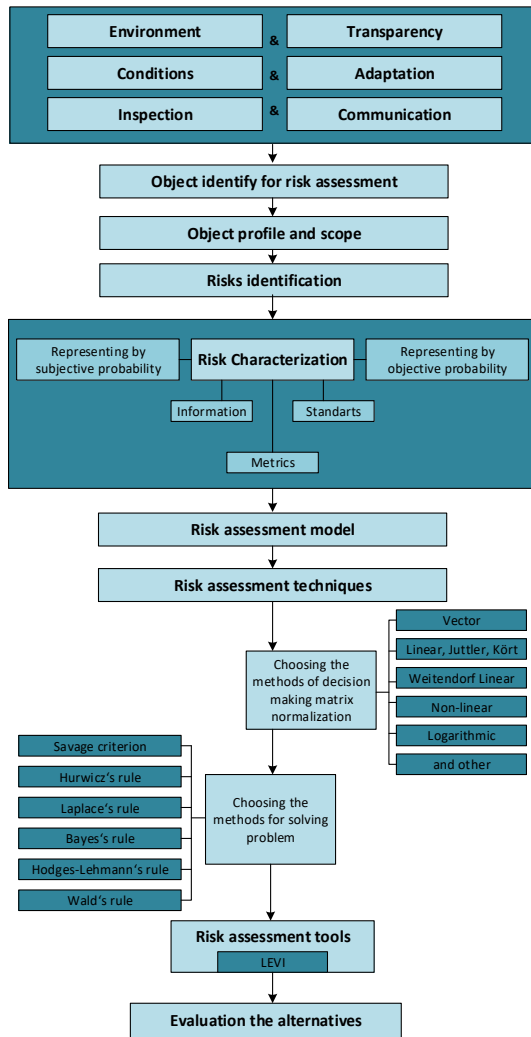 Environment & Transparency
Conditions & Adaptation
Inspection & Communication
Object identify for risk assessment
Object profile and scope
Risks identification
Representing by
subjective probability
Risk Characterization
Representing by
objective probability
Information
Standarts
Metrics
Risk assessment model
Risk assessment techniques
Choosing the
methods of decision
making matrix
normalization
Vector
Linear, Juttler, Kört
Weitendorf Linear
Non-linear
Logarithmic
and other
Savage criterion
Hurwicz‘s rule
Laplace‘s rule
Bayes‘s rule
Hodges-Lehmann‘s rule
Wald‘s rule
Choosing the
methods for solving
problem
Risk assessment tools
LEVI
Evaluation the alternatives